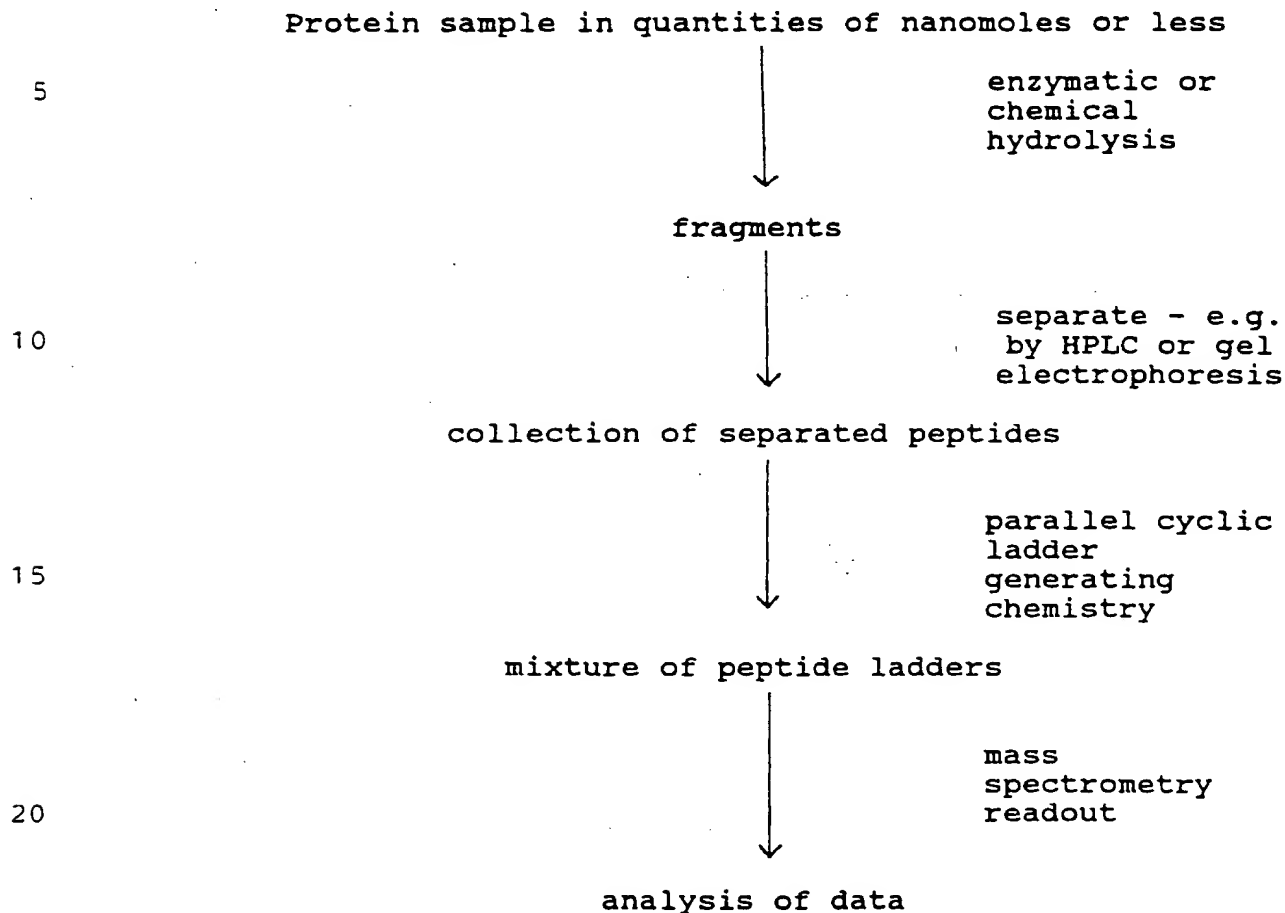 Protein sample in quantities of nanomoles or less
5
enzymatic or
chemical
hydrolysis
fragments
10
separate - e.g.
by HPLC or gel
electrophoresis
collection of separated peptides
15
parallel cyclic
ladder
generating
chemistry
mixture of peptide ladders
mass
spectrometry
20
readout
analysis of data